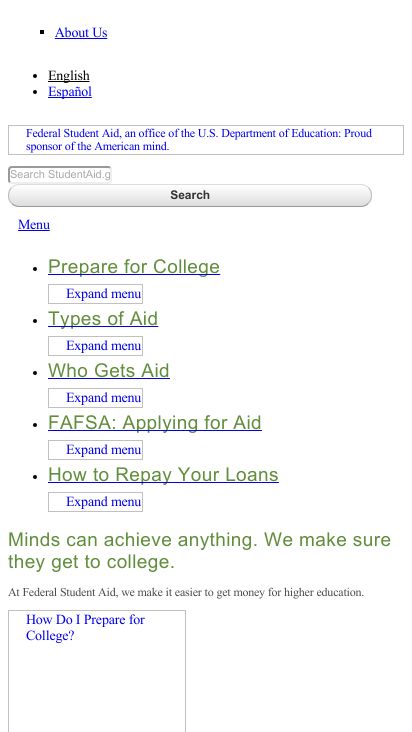 About Us
English
Español
Federal Student Aid, an office of the U.S. Department of Education: Proud
sponsor of the American mind.
Search StudentAid.g
Search
Menu
Prepare for College
Expand menu
Types of Aid
Expand menu
Who Gets Aid
Expand menu
FAFSA: Applying for Aid
Expand menu
How to Repay Your Loans
Expand menu
Minds can achieve anything. We make sure
they get to college.
At Federal Student Aid, we make it easier to get money for higher education.
How Do I Prepare for
College?